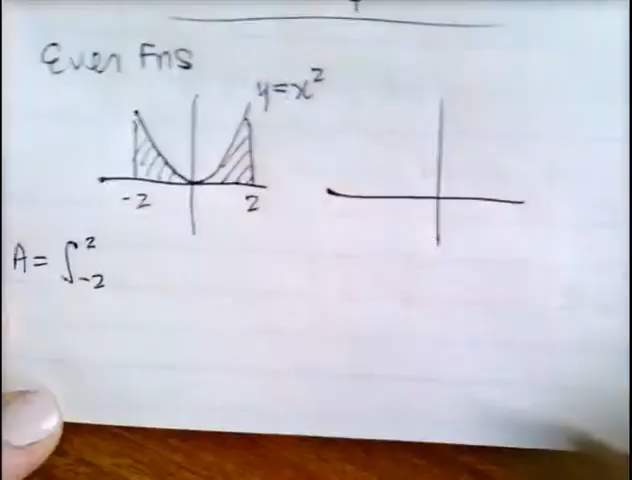 Even Fns
y=x²
-2 2
A = ∫₋₂²